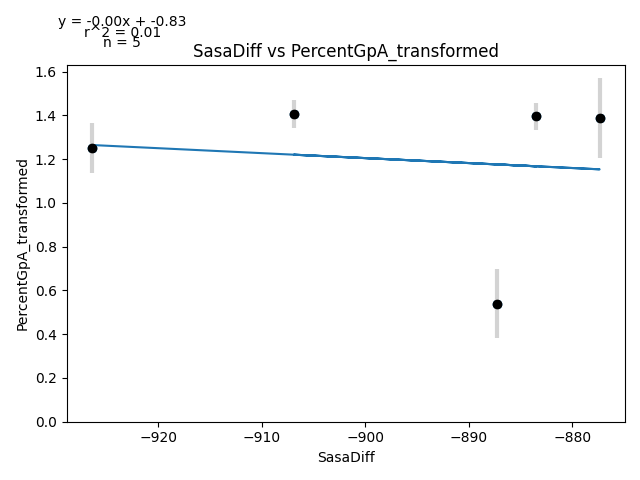 y = -0.00x + -0.83
r^2 = 0.01
n = 5
SasaDiff vs PercentGpA_transformed
1.6
1.4
1.2
1.0
0.8
0.6
0.4
0.2
0.0
PercentGpA_transformed
−920 −910 −900 −890 −880
SasaDiff